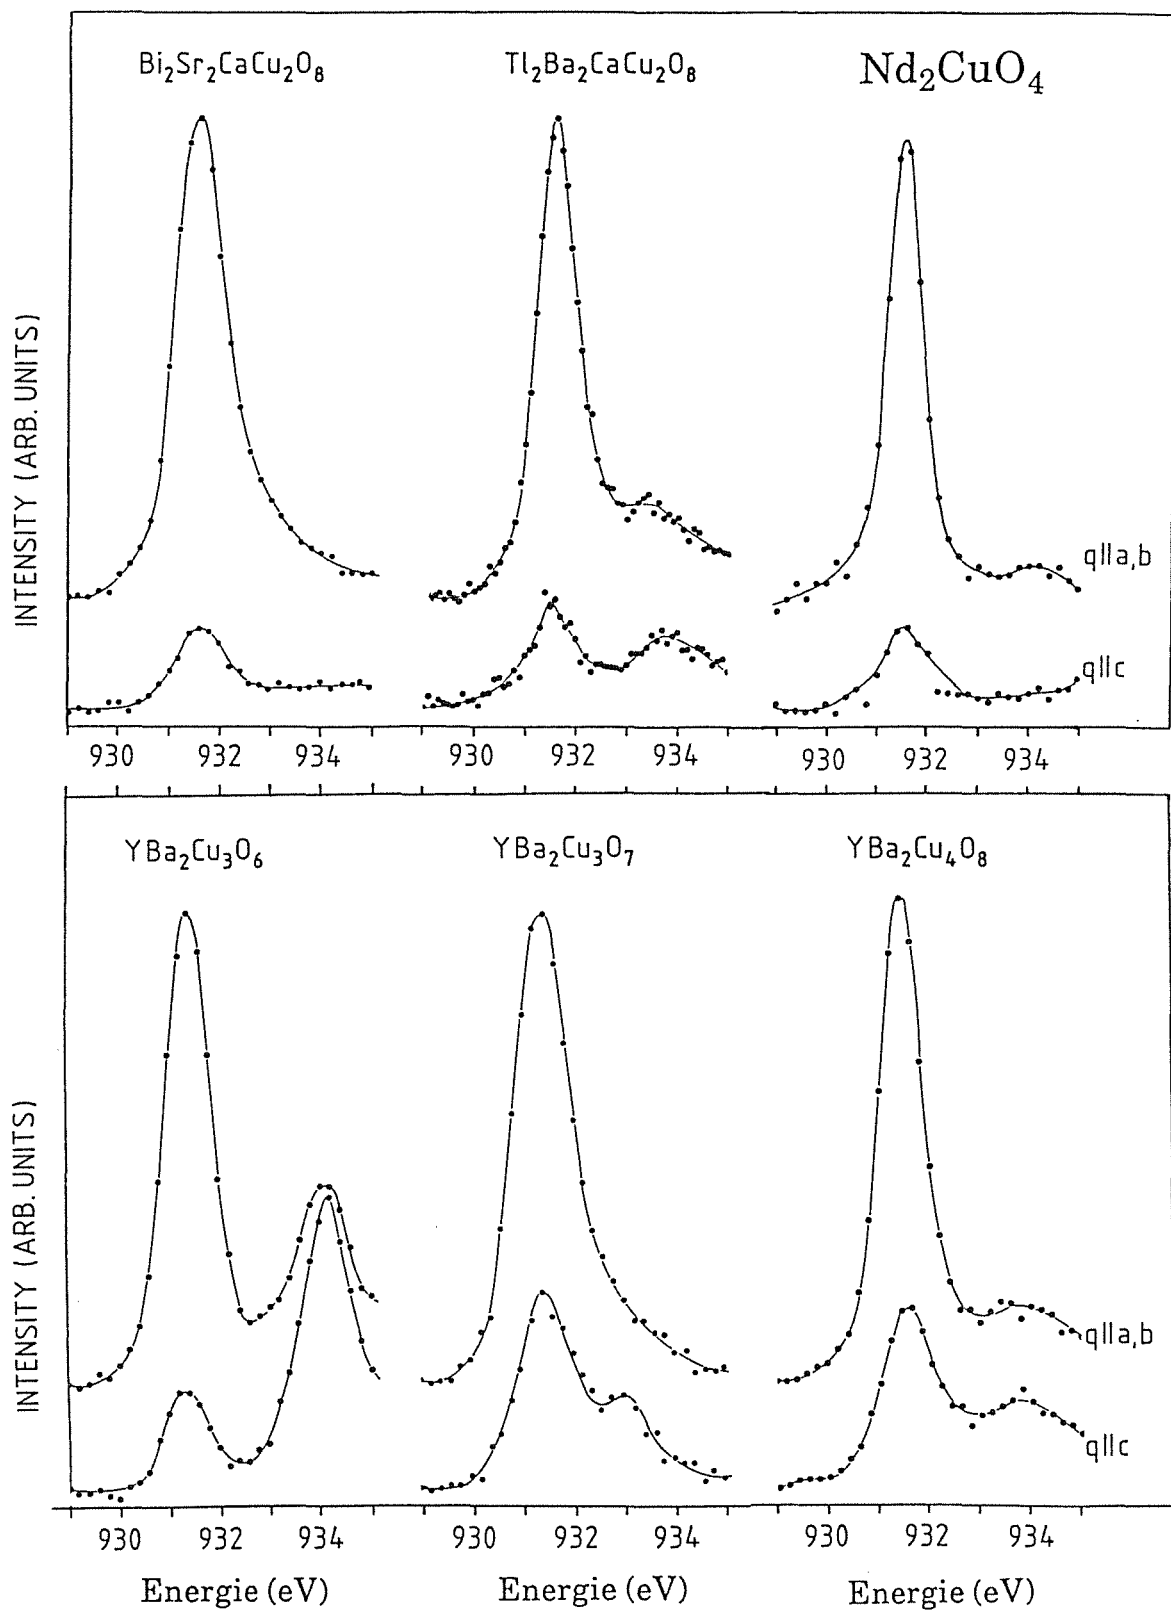 Bi₂Sr₂CaCu₂O₈
Tl₂Ba₂CaCu₂O₈
Nd₂CuO₄
INTENSITY (ARB. UNITS)
q||a,b
q||c
930 932 934
930 932 934
930 932 934
YBa₂Cu₃O₆
YBa₂Cu₃O₇
YBa₂Cu₄O₈
INTENSITY (ARB. UNITS)
q||a,b
q||c
930 932 934
930 932 934
930 932 934
Energie (eV)
Energie (eV)
Energie (eV)